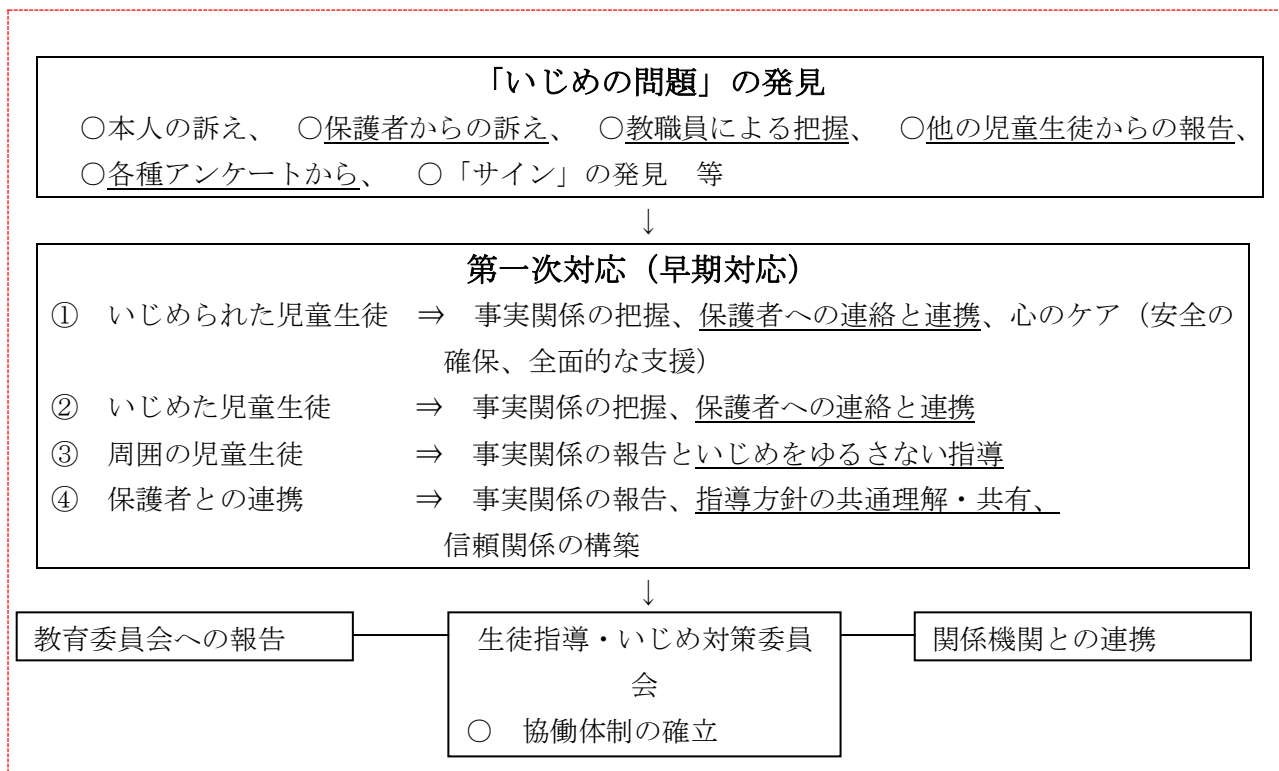 「いじめの問題」の発見
○本人の訴え、　○保護者からの訴え、　○教職員による把握、　○他の児童生徒からの報告、
○各種アンケートから、　○「サイン」の発見　等
↓
第一次対応（早期対応）
①　いじめられた児童生徒　⇒　事実関係の把握、保護者への連絡と連携、心のケア（安全の
確保、全面的な支援）
②　いじめた児童生徒　⇒　事実関係の把握、保護者への連絡と連携
③　周囲の児童生徒　⇒　事実関係の報告といじめをゆるさない指導
④　保護者との連携　⇒　事実関係の報告、指導方針の共通理解・共有、
信頼関係の構築
↓
教育委員会への報告
生徒指導・いじめ対策委員
会
○　協働体制の確立
関係機関との連携